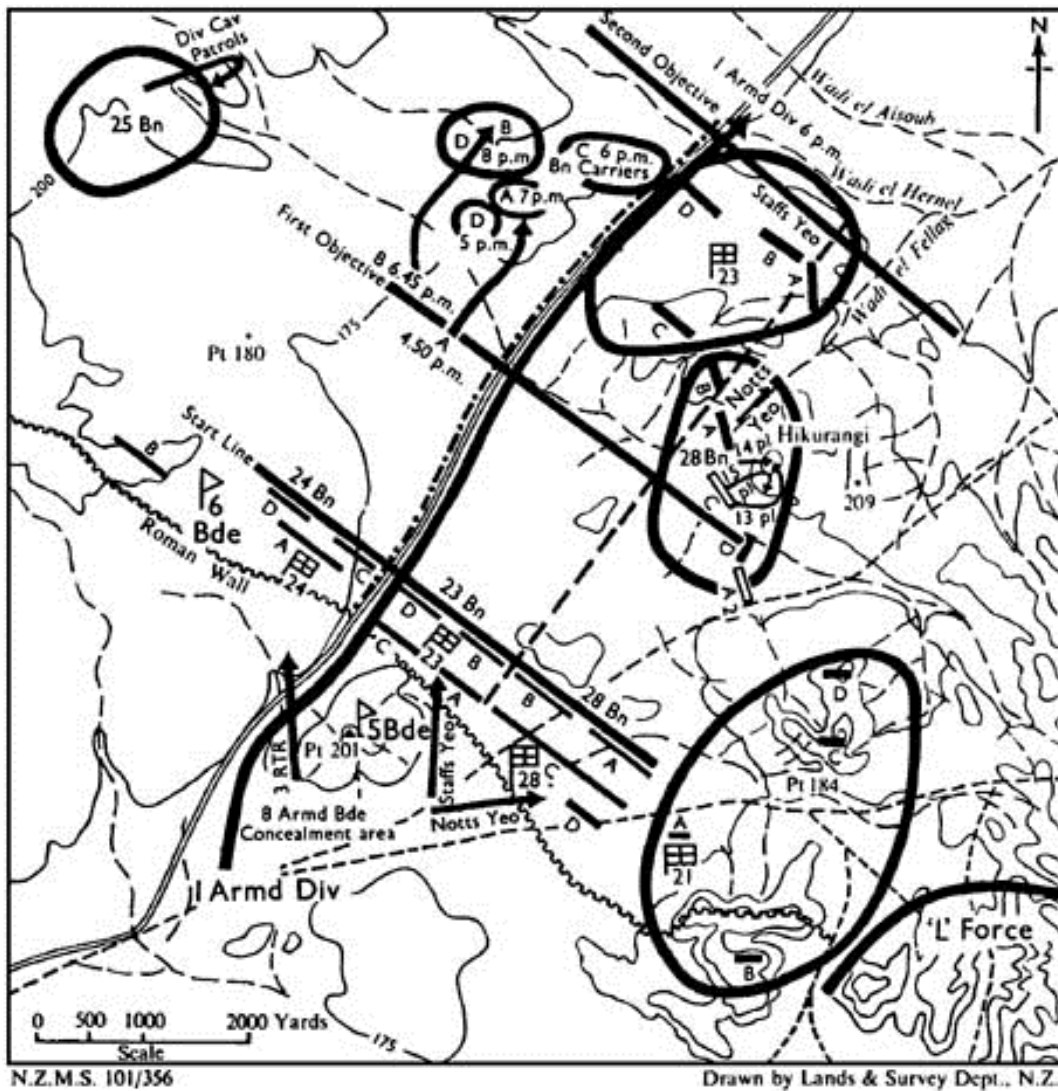 N
Div Cav
Patrols
25 Bn
200
Second Objective
1 Armd Div 6 p.m.
Wadi el Aisoub
Wadi el Hernel
Wadi el Fellag
Staffs Yeo
D B
8 p.m.
C 6 p.m.
Bn Carriers
A 7 p.m.
D
5 p.m.
D
B
A
C
23
First Objective
B 6.45 p.m.
A
4.50 p.m.
175
Pt 180
B
A
Notts
Yeo
Hikurangi
28 Bn
14 pl
15
pl
13 pl
C
D
A
209
Start Line
24 Bn
23 Bn
28 Bn
B
6
Bde
Roman Wall
D
A
C
24
D
B
C
23
A
B
A
C
D
28
5 Bde
Pt 201
3 RTR
Staffs Yeo
Notts Yeo
8 Armd Bde
Concealment area
1 Armd Div
D
Pt 184
A
21
B
'L' Force
175
0 500 1000 2000 Yards
Scale
N.Z.M.S. 101/356
Drawn by Lands & Survey Dept., N.Z.